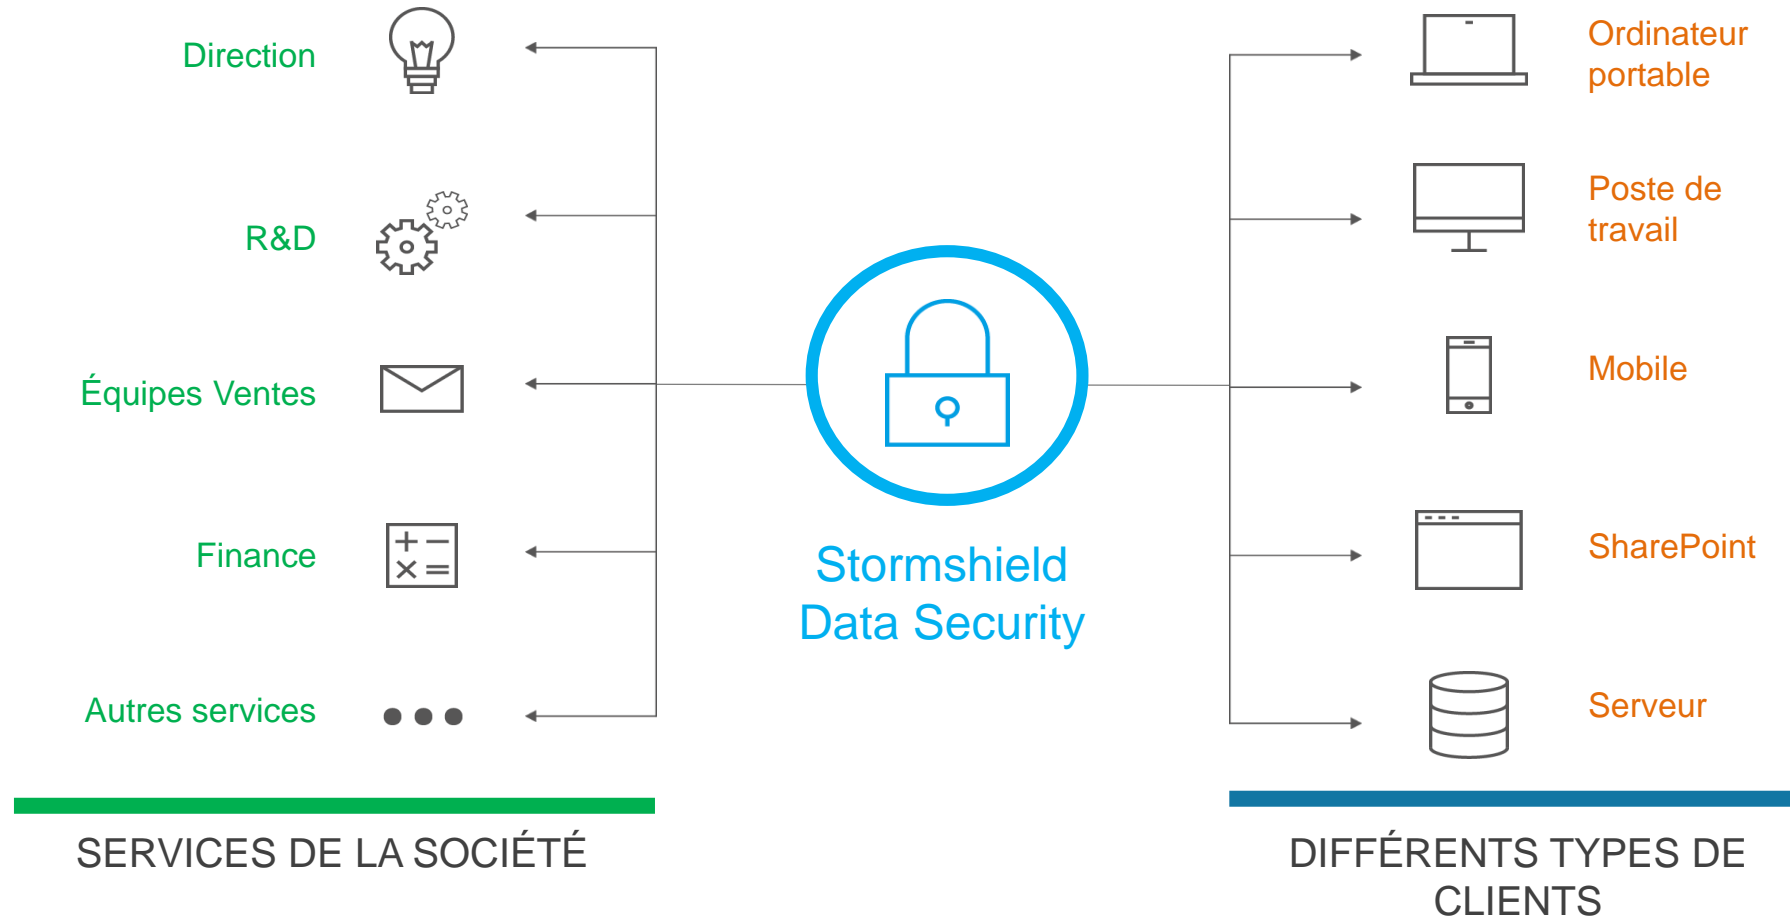 Direction
R&D
Équipes Ventes
Finance
Autres services
SERVICES DE LA SOCIÉTÉ
Stormshield
Data Security
Ordinateur
portable
Poste de
travail
Mobile
SharePoint
Serveur
DIFFÉRENTS TYPES DE
CLIENTS